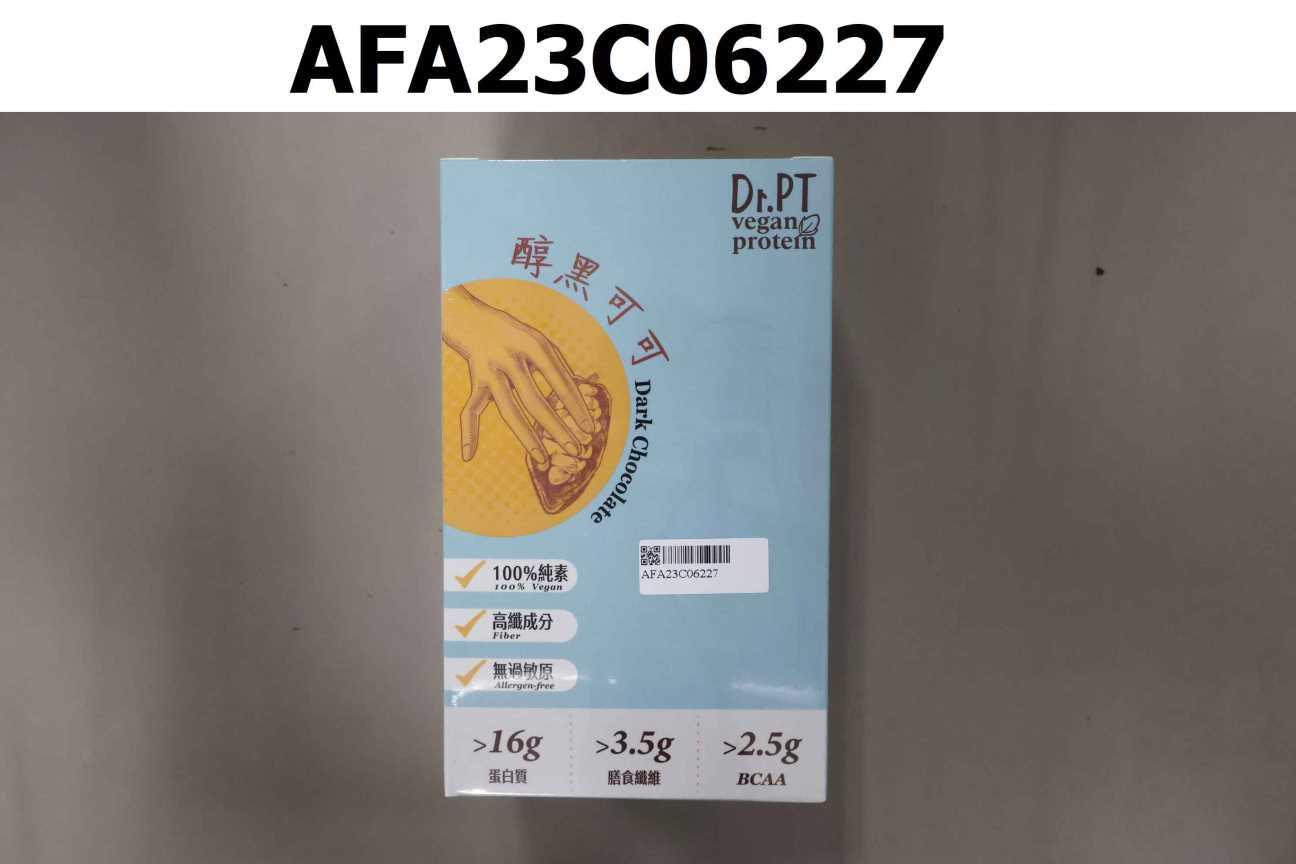 AFA23C06227
Dr.PT
vegan
protein
醇黑可可
Dark Chocolate
AFA23C06227
100%純素
100% Vegan
高纖成分
Fiber
無過敏原
Allergen-free
>16g
蛋白質
>3.5g
膳食纖維
>2.5g
BCAA